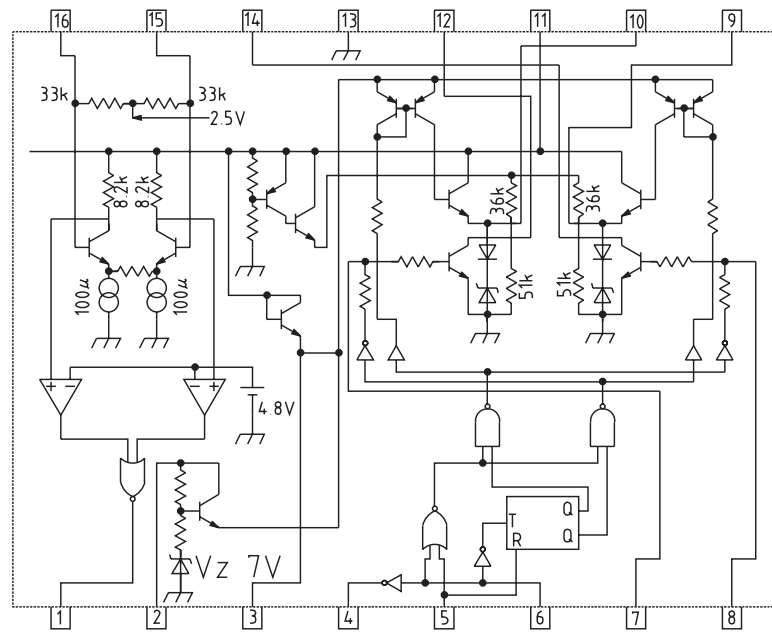 16 15 14 13 12 11 10 9
33k 33k
2.5V
8.2k 8.2k 36k 36k
100μ 100μ 51k 51k
+ - - +
4.8V
Q
T
Q
R
Vz 7V
1 2 3 4 5 6 7 8